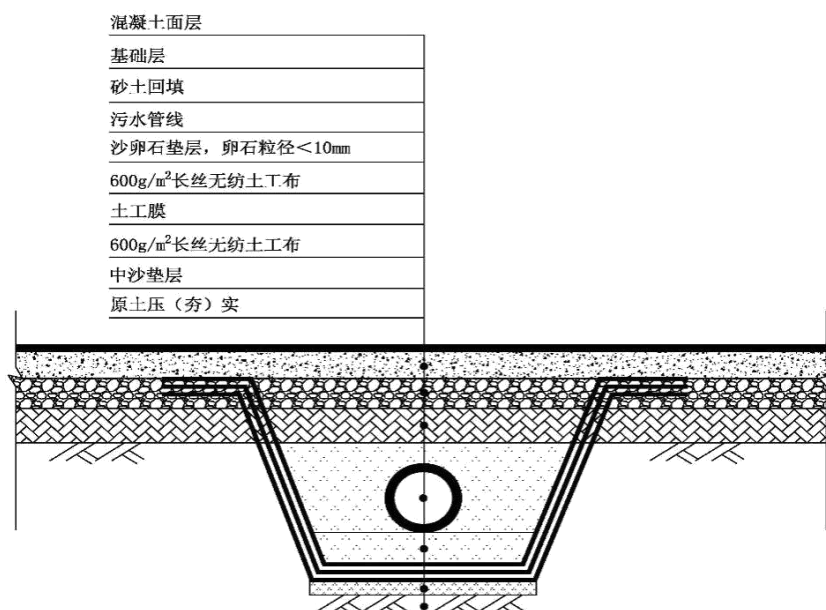 混凝土面层
基础层
砂土回填
污水管线
沙卵石垫层，卵石粒径＜10mm
600g/m²长丝无纺土工布
土工膜
600g/m²长丝无纺土工布
中沙垫层
原土压（夯）实